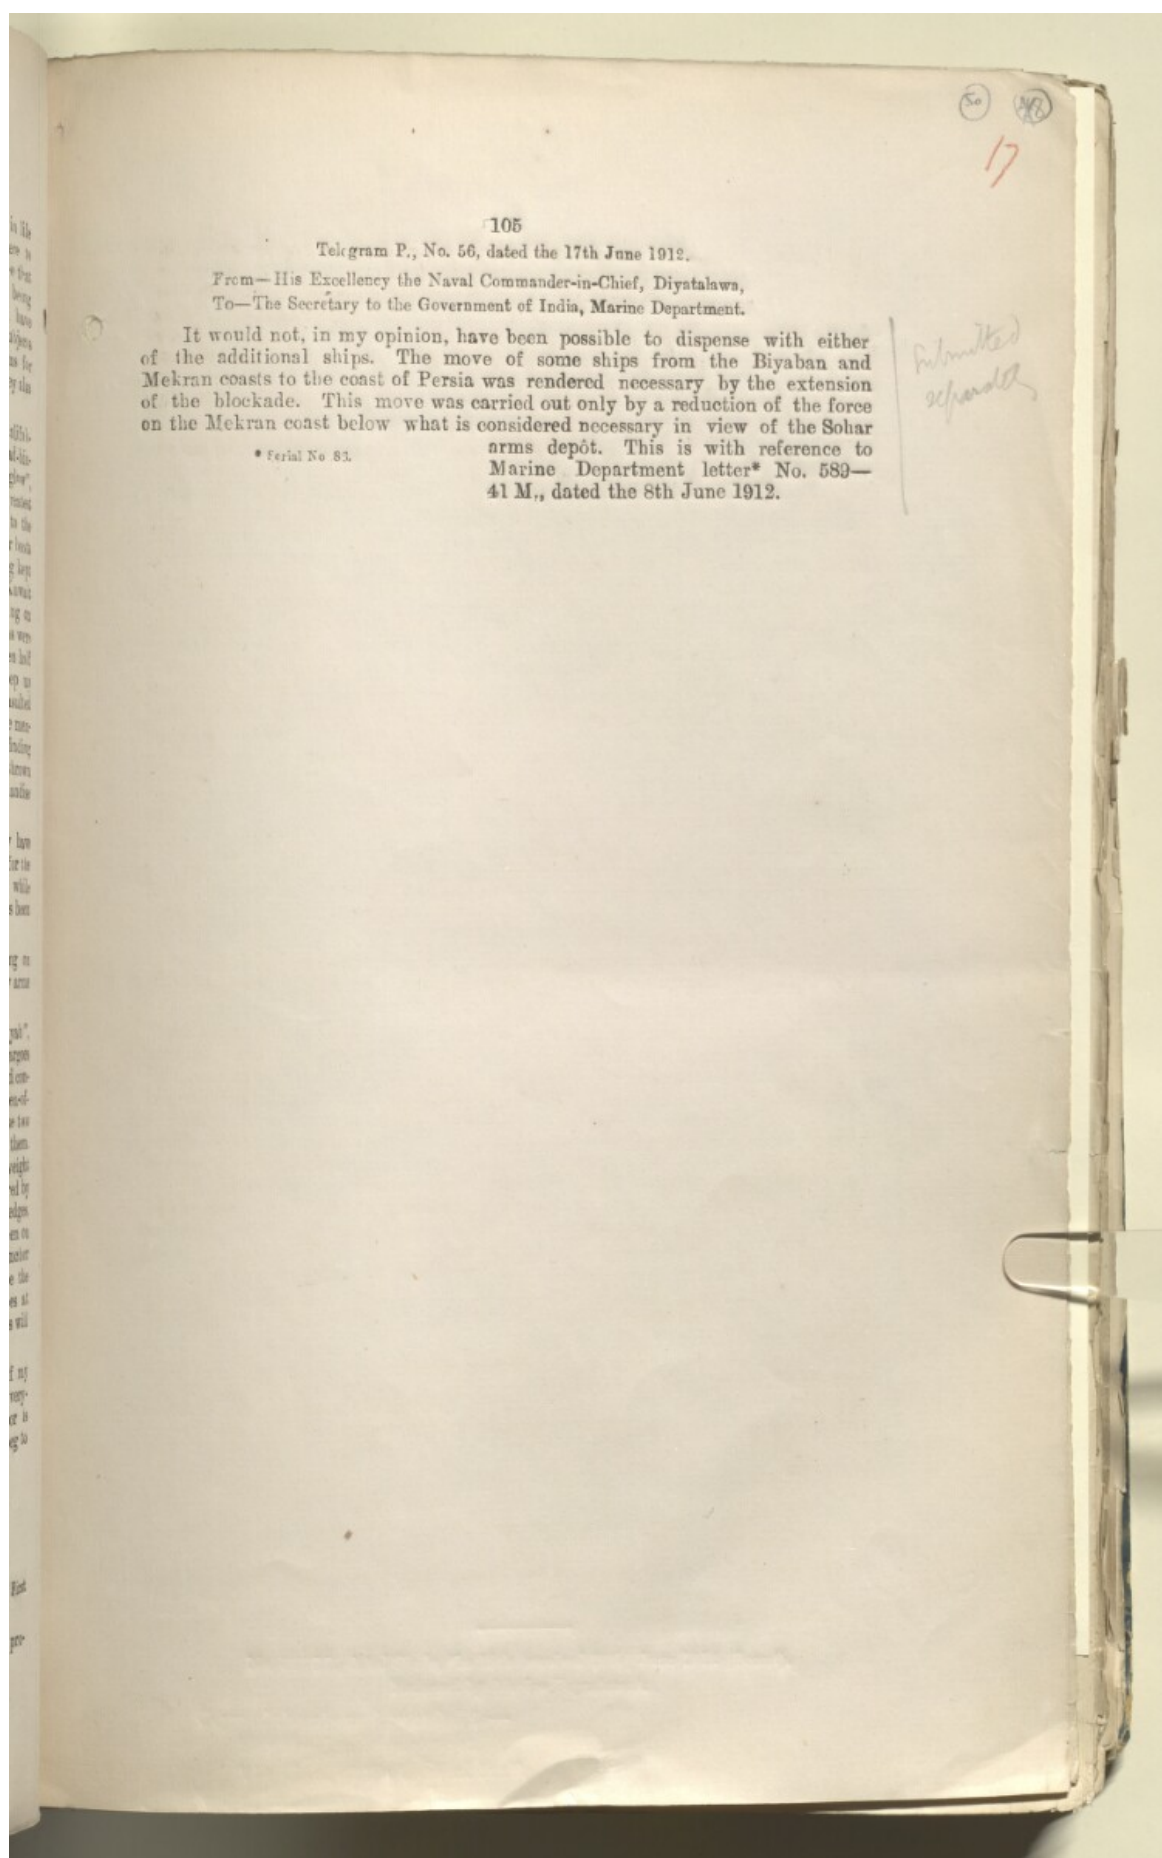 50
17
105
Telegram P., No. 56, dated the 17th June 1912.
From—His Excellency the Naval Commander-in-Chief, Diyatalawa,
To—The Secretary to the Government of India, Marine Department.
It would not, in my opinion, have been possible to dispense with either
of the additional ships. The move of some ships from the Biyaban and
Mekran coasts to the coast of Persia was rendered necessary by the extension
of the blockade. This move was carried out only by a reduction of the force
on the Mekran coast below what is considered necessary in view of the Sohar
arms depôt. This is with reference to
* Serial No 83.
Marine Department letter* No. 589—
41 M., dated the 8th June 1912.
Submitted
separately